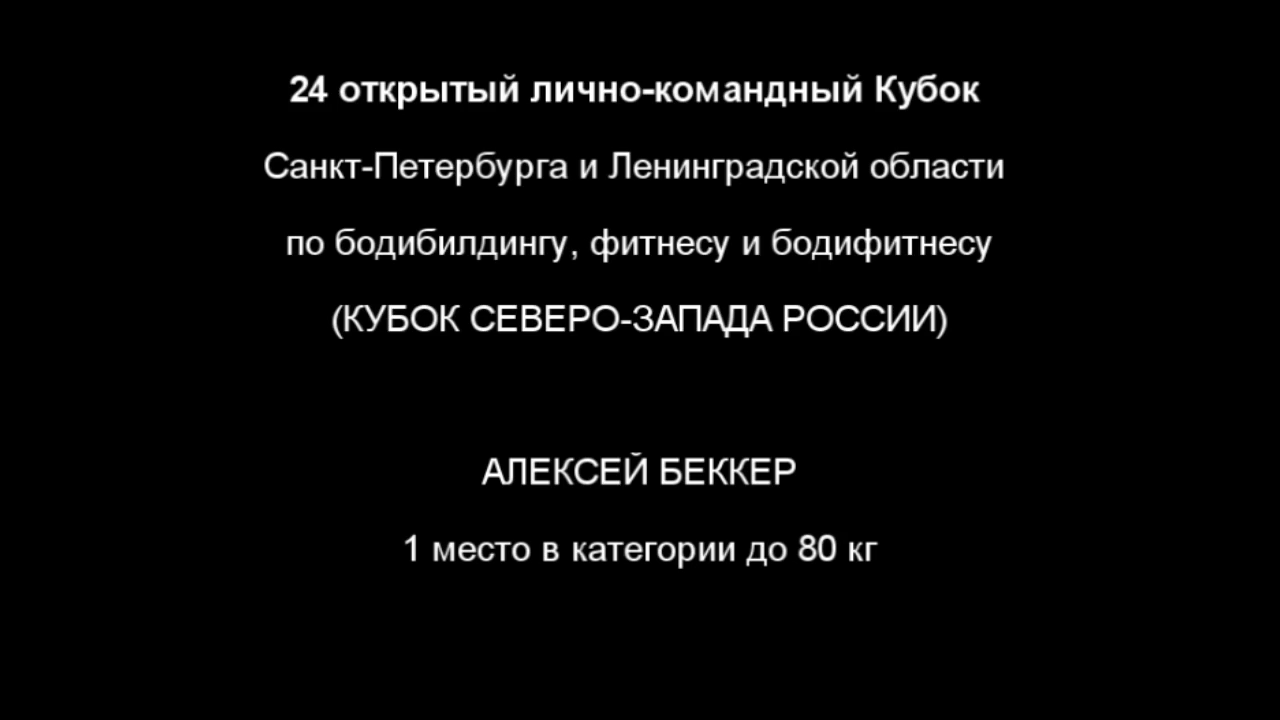 24 открытый лично-командный Кубок
Санкт-Петербурга и Ленинградской области
по бодибилдингу, фитнесу и бодифитнесу
(КУБОК СЕВЕРО-ЗАПАДА РОССИИ)
АЛЕКСЕЙ БЕККЕР
1 место в категории до 80 кг